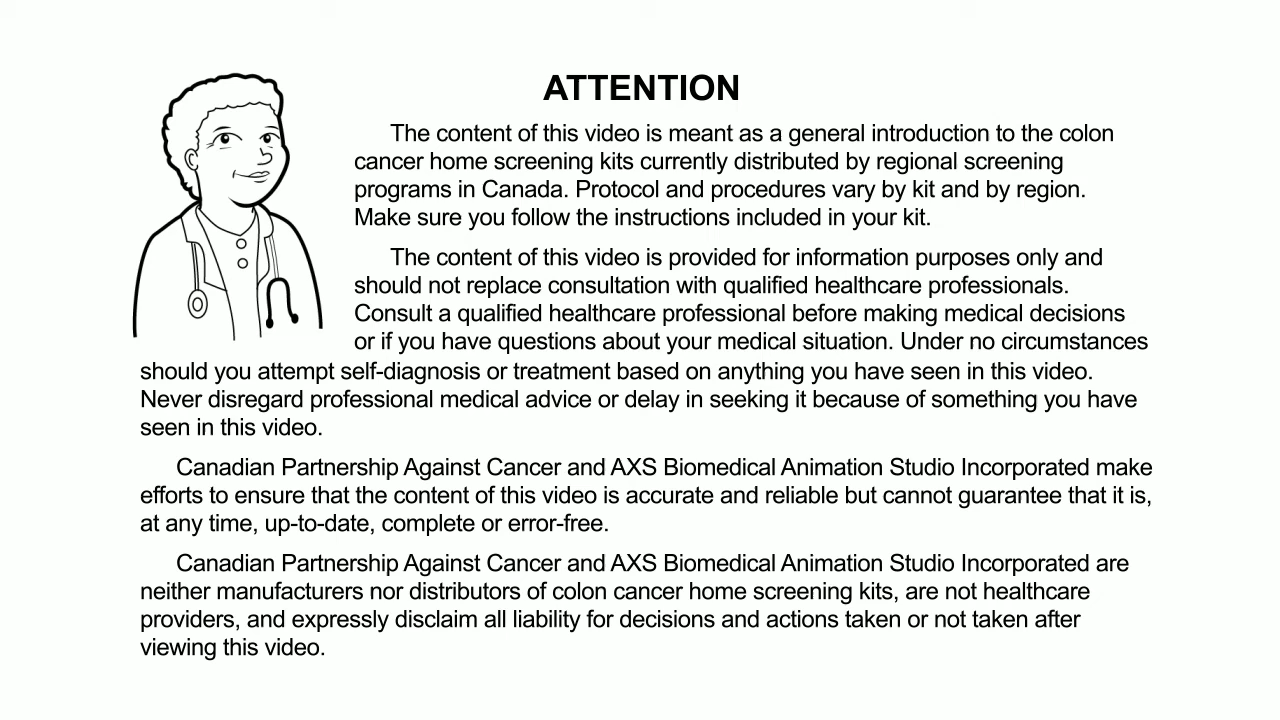 ATTENTION
The content of this video is meant as a general introduction to the colon
cancer home screening kits currently distributed by regional screening
programs in Canada. Protocol and procedures vary by kit and by region.
Make sure you follow the instructions included in your kit.
The content of this video is provided for information purposes only and
should not replace consultation with qualified healthcare professionals.
Consult a qualified healthcare professional before making medical decisions
or if you have questions about your medical situation. Under no circumstances
should you attempt self-diagnosis or treatment based on anything you have seen in this video.
Never disregard professional medical advice or delay in seeking it because of something you have
seen in this video.
Canadian Partnership Against Cancer and AXS Biomedical Animation Studio Incorporated make
efforts to ensure that the content of this video is accurate and reliable but cannot guarantee that it is,
at any time, up-to-date, complete or error-free.
Canadian Partnership Against Cancer and AXS Biomedical Animation Studio Incorporated are
neither manufacturers nor distributors of colon cancer home screening kits, are not healthcare
providers, and expressly disclaim all liability for decisions and actions taken or not taken after
viewing this video.